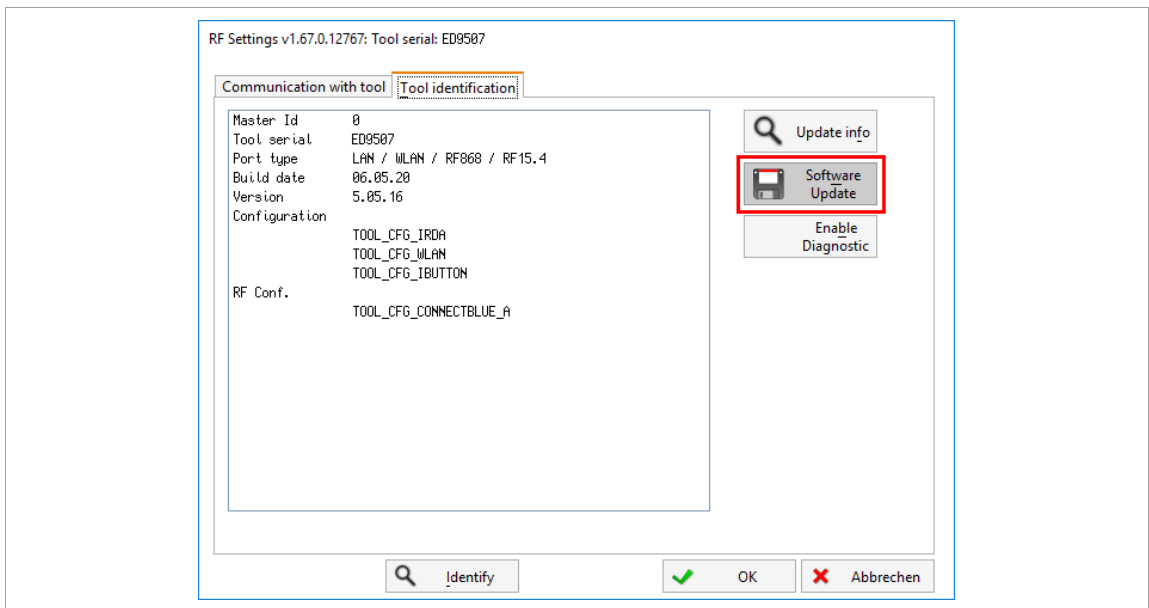 RF Settings v1.67.0.12767: Tool serial: ED9507
Communication with tool Tool identification
Master Id 0
Tool serial ED9507
Port type LAN / WLAN / RF868 / RF15.4
Build date 06.05.20
Version 5.05.16
Configuration
TOOL_CFG_IRDA
TOOL_CFG_WLAN
TOOL_CFG_IBUTTON
RF Conf.
TOOL_CFG_CONNECTBLUE_A
Update info
Software
Update
Enable
Diagnostic
Identify OK Abbrechen